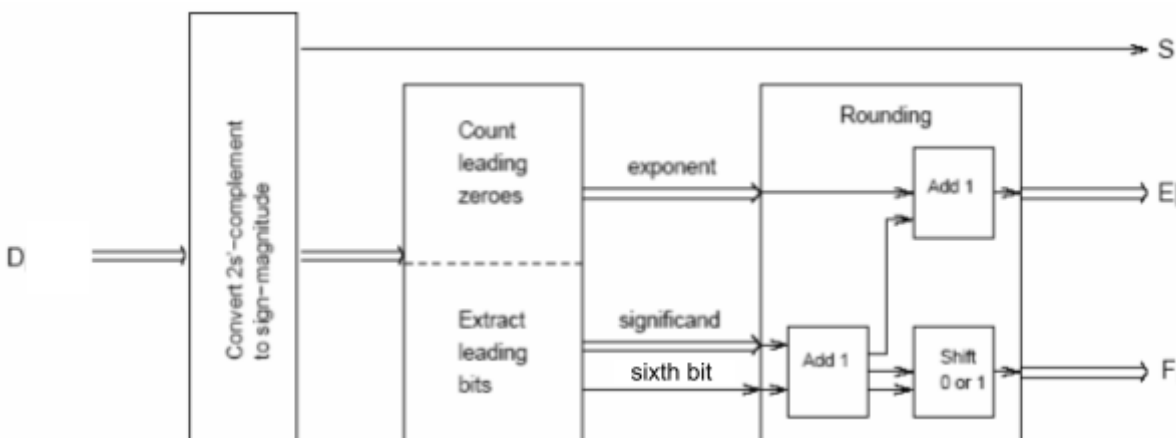 S
Convert 2s'-complement
to sign-magnitude
Count
leading
zeroes
Rounding
exponent
Add 1
E
D
Extract
leading
bits
significand
sixth bit
Add 1
Shift
0 or 1
F